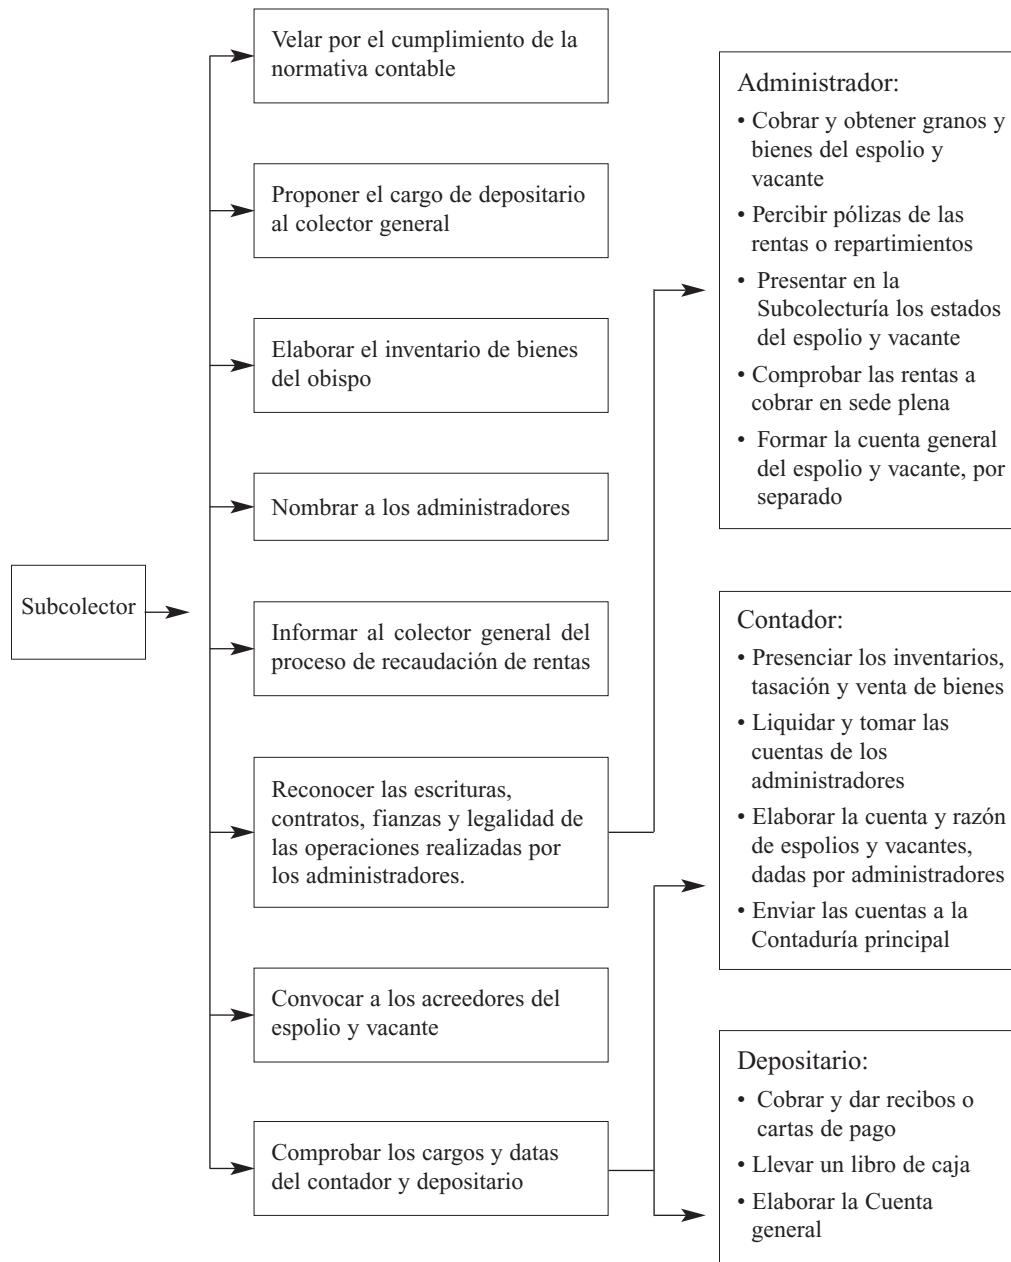 Velar por el cumplimiento de la
normativa contable
Proponer el cargo de depositario
al colector general
Elaborar el inventario de bienes
del obispo
Nombrar a los administradores
Subcolector
Informar al colector general del
proceso de recaudación de rentas
Reconocer las escrituras,
contratos, fianzas y legalidad de
las operaciones realizadas por
los administradores.
Convocar a los acreedores del
espolio y vacante
Comprobar los cargos y datas
del contador y depositario
Administrador:
• Cobrar y obtener granos y
bienes del espolio y
vacante
• Percibir pólizas de las
rentas o repartimientos
• Presentar en la
Subcolecturía los estados
del espolio y vacante
• Comprobar las rentas a
cobrar en sede plena
• Formar la cuenta general
del espolio y vacante, por
separado
Contador:
• Presenciar los inventarios,
tasación y venta de bienes
• Liquidar y tomar las
cuentas de los
administradores
• Elaborar la cuenta y razón
de espolios y vacantes,
dadas por administradores
• Enviar las cuentas a la
Contaduría principal
Depositario:
• Cobrar y dar recibos o
cartas de pago
• Llevar un libro de caja
• Elaborar la Cuenta
general